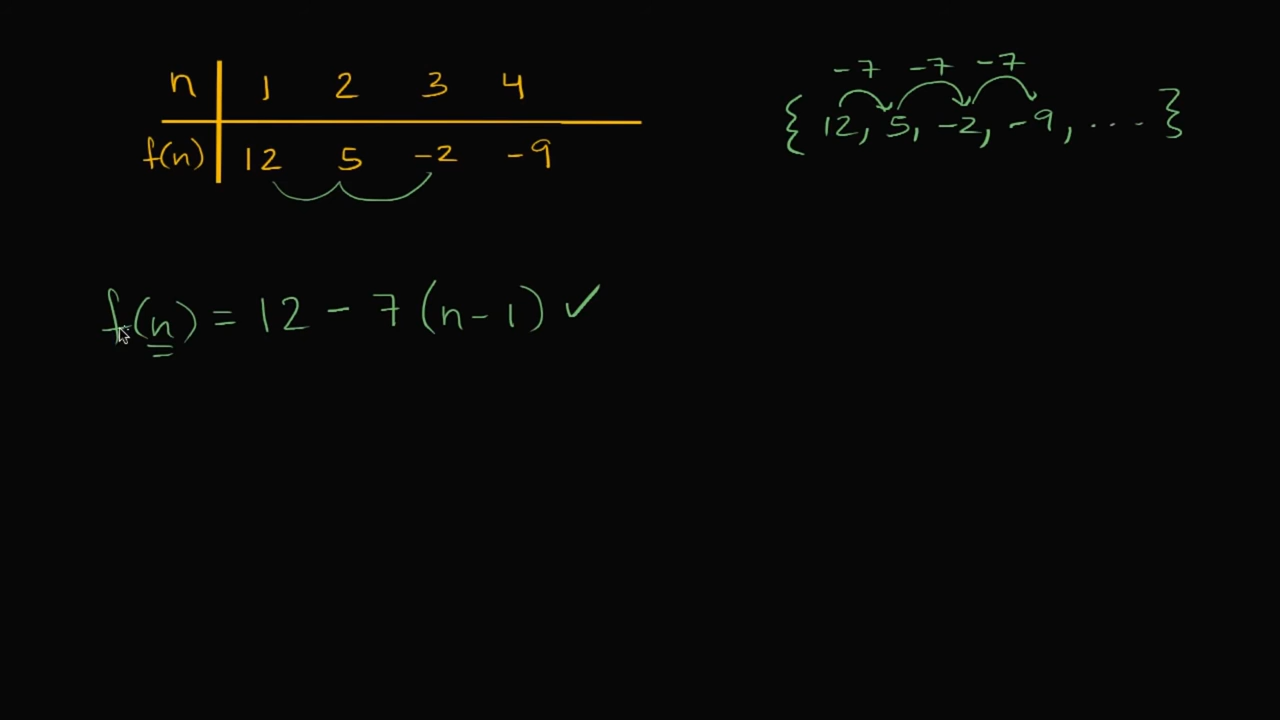 n 1 2 3 4
f(n) 12 5 -2 -9
-7 -7 -7
{ 12, 5, -2, -9, .... }
f(n) = 12 - 7 (n - 1) ✓